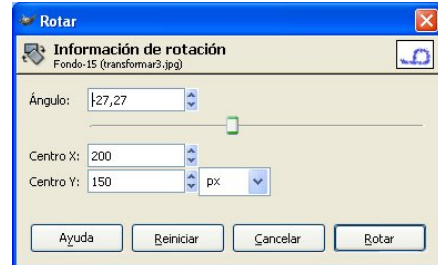 Rotar
Información de rotación
Fondo-15 (transformar3.jpg)
Ángulo: -27,27
Centro X: 200
Centro Y: 150 px
Ayuda Reiniciar Cancelar Rotar